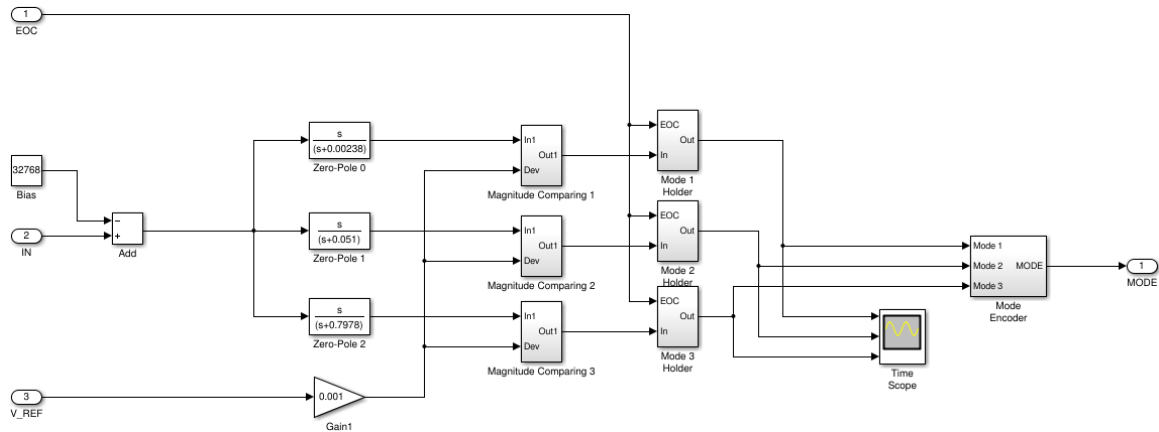 1
EOC
32768
Bias
2
IN
3
V_REF
−
+
Add
s
(s+0.00238)
Zero-Pole 0
s
(s+0.051)
Zero-Pole 1
s
(s+0.7978)
Zero-Pole 2
0.001
Gain1
In1
Out1
Dev
Magnitude Comparing 1
In1
Out1
Dev
Magnitude Comparing 2
In1
Out1
Dev
Magnitude Comparing 3
EOC
Out
In
Mode 1
Holder
EOC
Out
In
Mode 2
Holder
EOC
Out
In
Mode 3
Holder
Mode 1
Mode 2
MODE
Mode 3
Mode
Encoder
Time
Scope
1
MODE